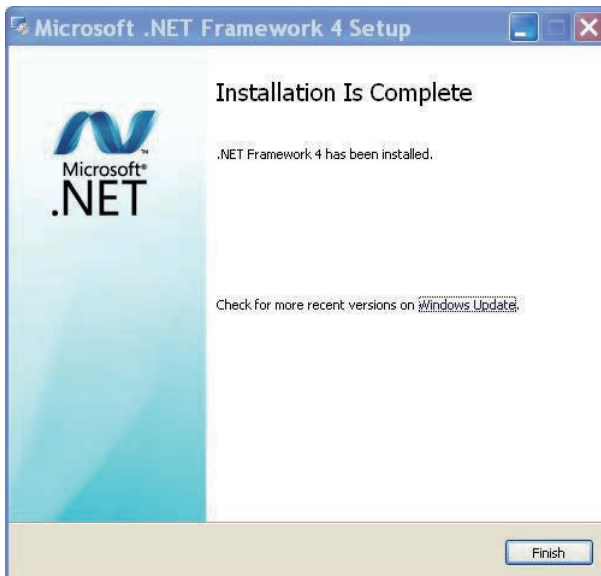 Microsoft .NET Framework 4 Setup
Installation Is Complete
.NET Framework 4 has been installed.
Microsoft®
.NET™
Check for more recent versions on Windows Update.
Finish